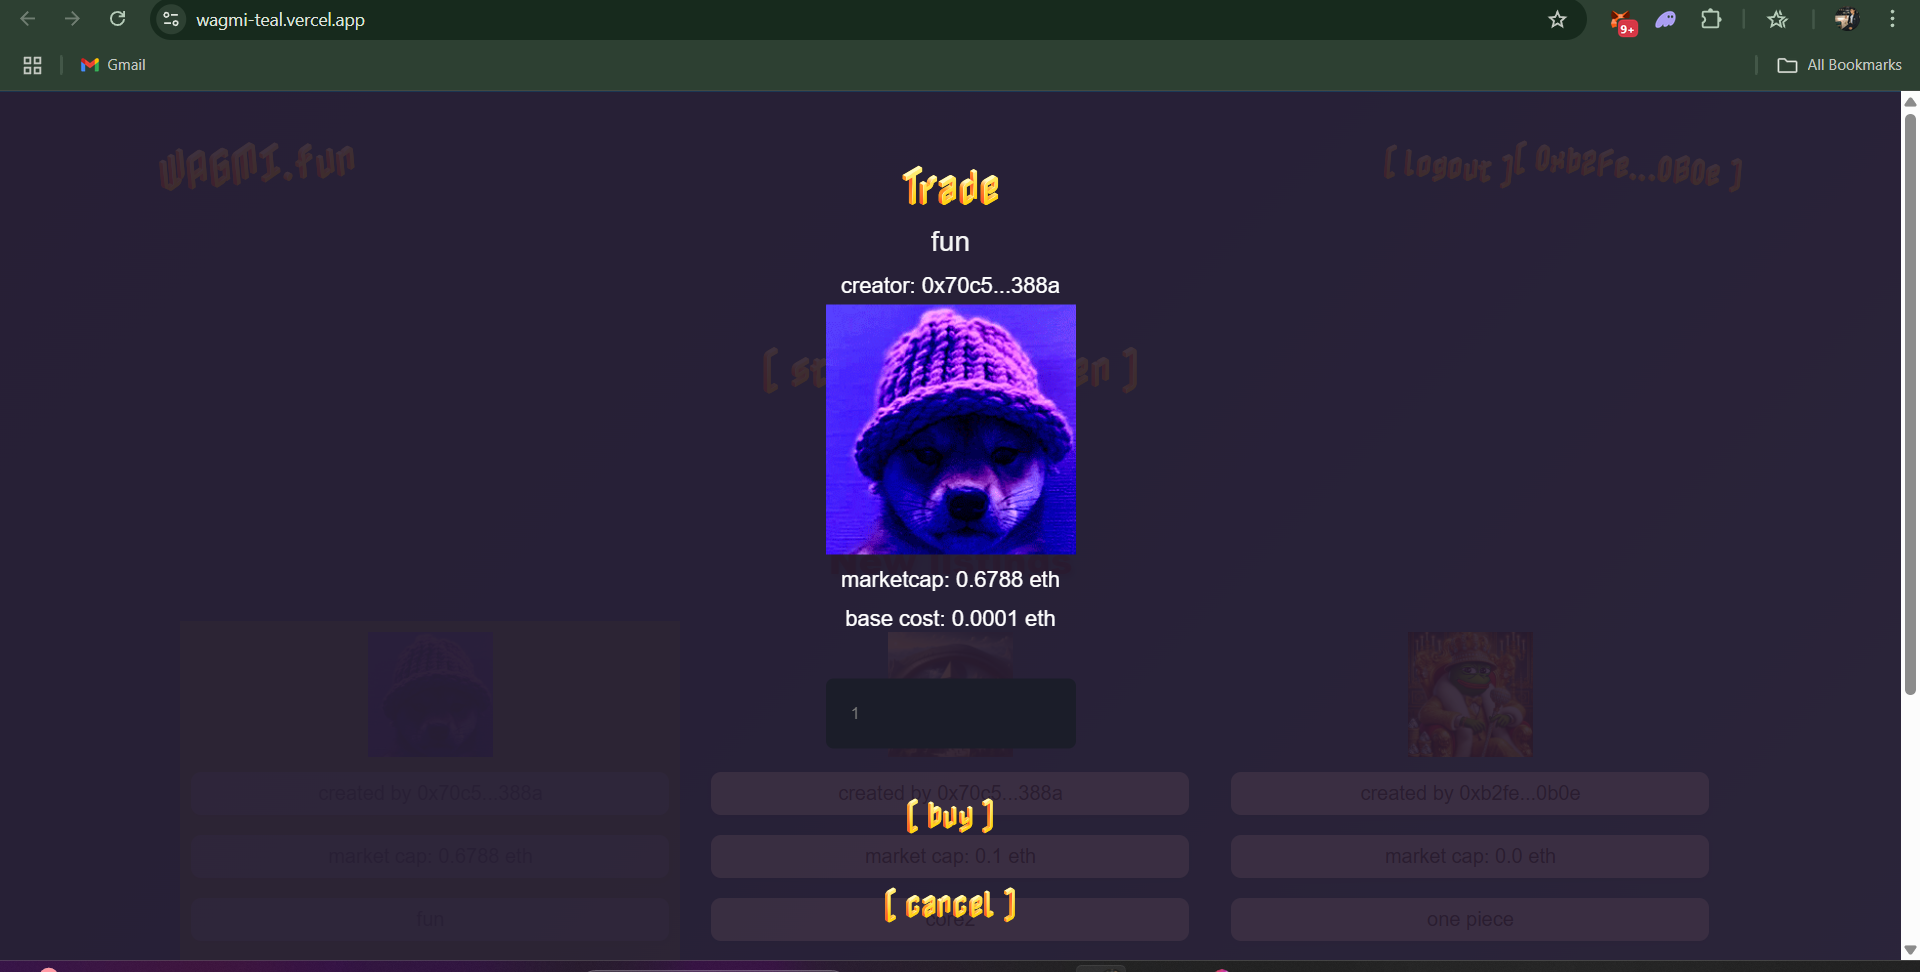 wagmi-teal.vercel.app
9+
Gmail
All Bookmarks
WAGMI.fun
[ logout ][ 0xb2Fe...0B0e ]
Trade
fun
creator: 0x70c5...388a
marketcap: 0.6788 eth
base cost: 0.0001 eth
1
created by 0x70c5...388a
created by 0x70c5...388a
created by 0xb2fe...0b0e
[ buy ]
market cap: 0.6788 eth
market cap: 0.1 eth
market cap: 0.0 eth
[ cancel ]
fun
one piece